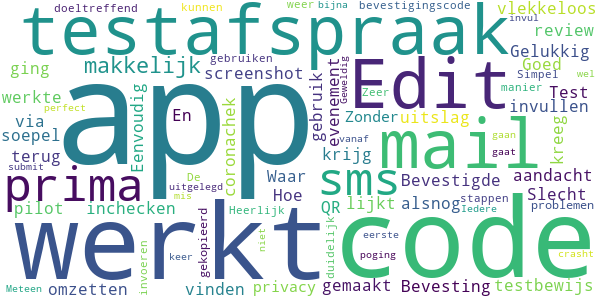 doeltreffend kunnen weer bijna bevestigingscode vlekkeloos invul
testafspraak
ging makkelijk screenshot gebruiken Geweldig Gelukkig review
werkte Eenvoudig coronachek gebruik evenement Zeer Simpel Goed wel
app Edit manier Test
via En Zonder uitslag invullen
soepel krijg vanaf mail gaan gaat kreeg
terug De Waar
submit perfect uitgelegd sms Bevestigde aandacht
prima mis Hoe stappen Slecht
pilot inchecken gekopieerd Heerlijk QR lijkt alsnog Iedere problemen
werkt code
invoeren keer niet duidelijk eerste poging crasht
Meteen omzetten vinden privacy gemaakt Bevesting testbewijs